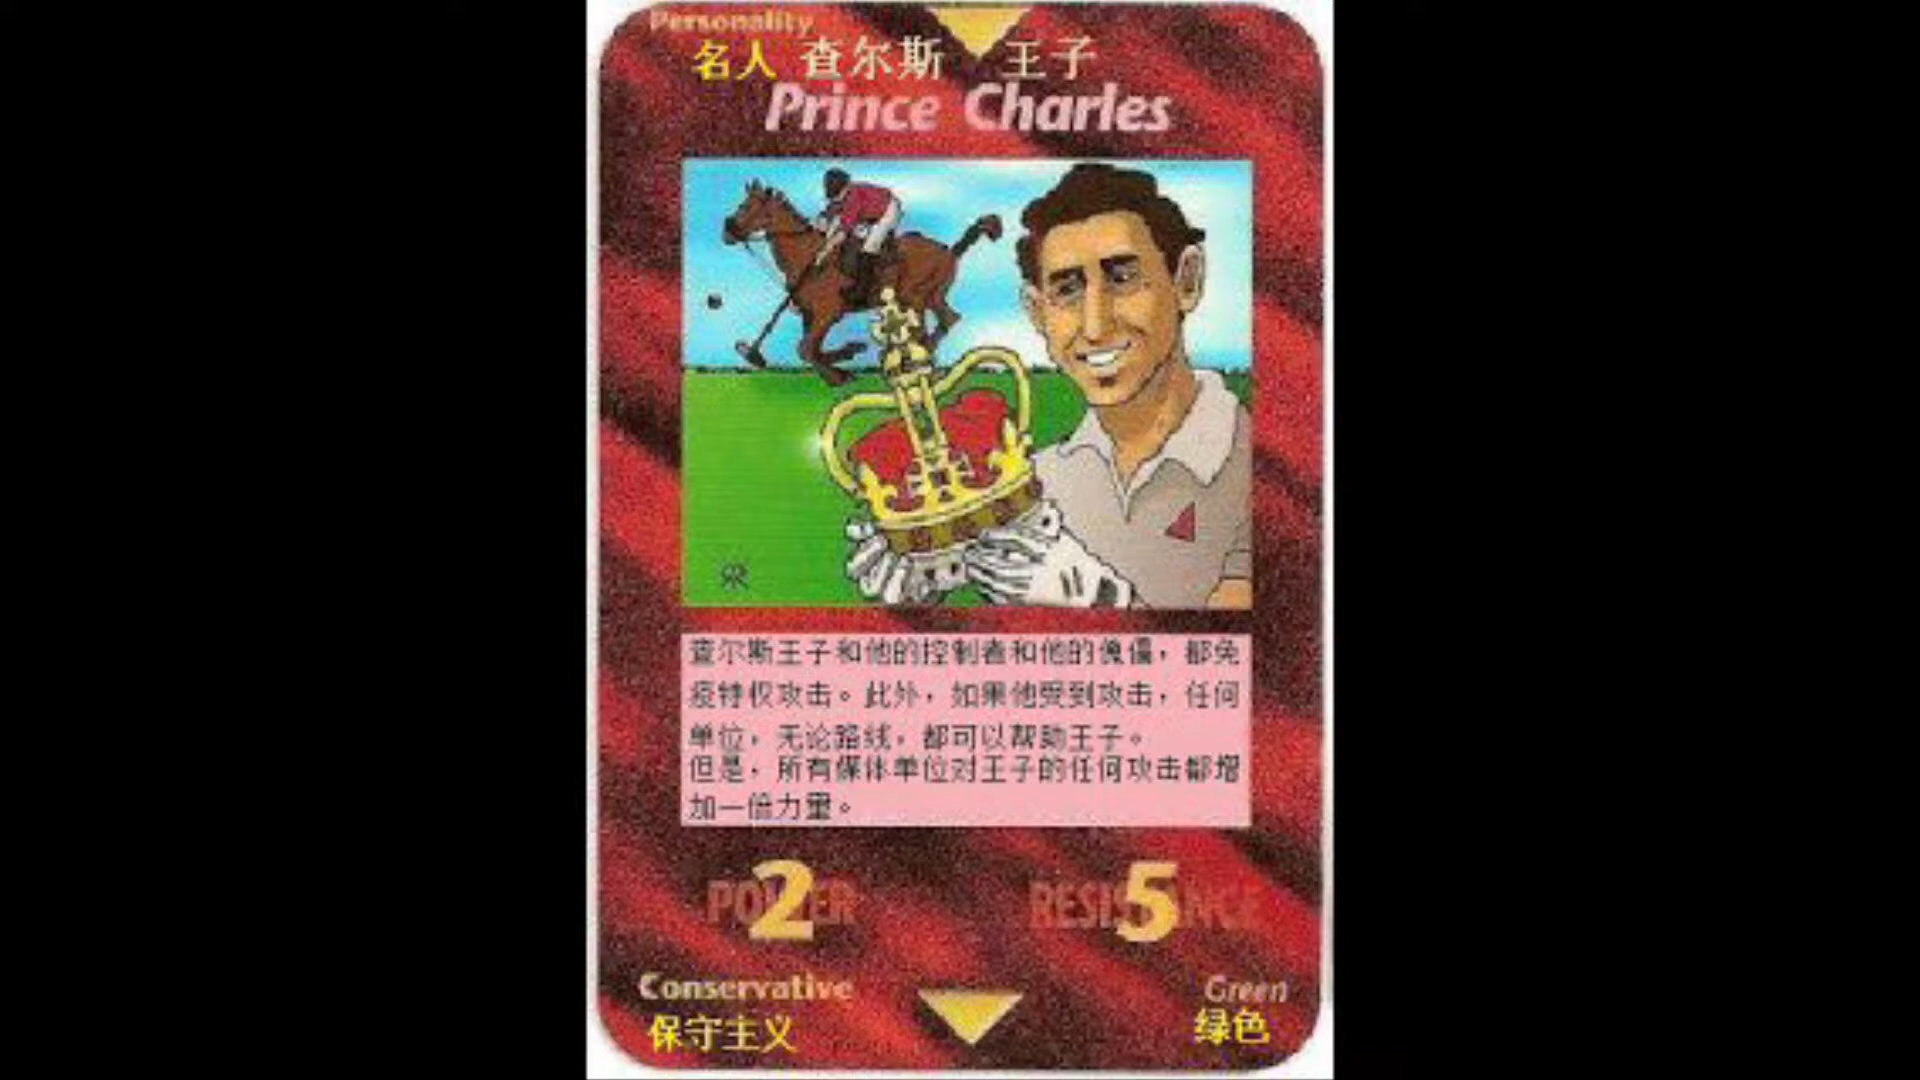 Personality
名人 查尔斯 王子
Prince Charles
查尔斯王子和他的控制者和他的傀儡，都免
疫特权攻击。此外，如果他受到攻击，任何
单位，无论路线，都可以帮助王子。
但是，所有媒体单位对王子的任何攻击都增
加一倍力量。
2 5
POWER RESISTANCE
Conservative Green
保守主义 绿色